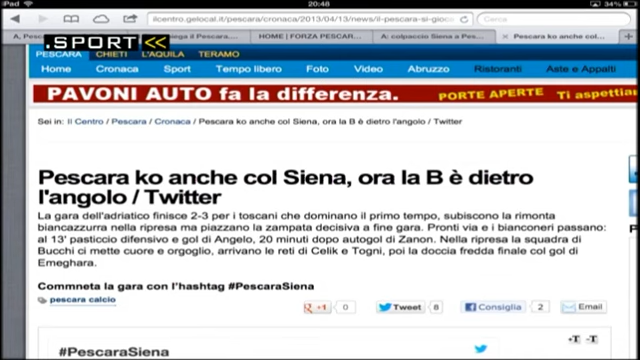 iPad 20:48 34%
ilcentro.gelocal.it/pescara/cronaca/2013/04/13/news/il-pescara-si-gioc
A, Pesc nga il Pescara,... HOME | FORZA PESCAR... A: colpaccio Siena a Pes... Pescara ko anche col...
.SPORT
PESCARA CHIETI L'AQUILA TERAMO
Home Cronaca Sport Tempo libero Foto Video Abruzzo Ristoranti Aste e Appalti
PAVONI AUTO fa la differenza. PORTE APERTE Ti aspettia
Sei in: Il Centro / Pescara / Cronaca / Pescara ko anche col Siena, ora la B è dietro l'angolo / Twitter
Pescara ko anche col Siena, ora la B è dietro
l'angolo / Twitter
La gara dell'adriatico finisce 2-3 per i toscani che dominano il primo tempo, subiscono la rimonta
biancazzurra nella ripresa ma piazzano la zampata decisiva a fine gara. Pronti via e i bianconeri passano:
al 13' pasticcio difensivo e gol di Angelo, 20 minuti dopo autogol di Zanon. Nella ripresa la squadra di
Bucchi ci mette cuore e orgoglio, arrivano le reti di Celik e Togni, poi la doccia fredda finale col gol di
Emeghara.
Commneta la gara con l'hashtag #PescaraSiena
pescara calcio
+1 0 Tweet 8 Consiglia 2 Email
#PescaraSiena +T -T